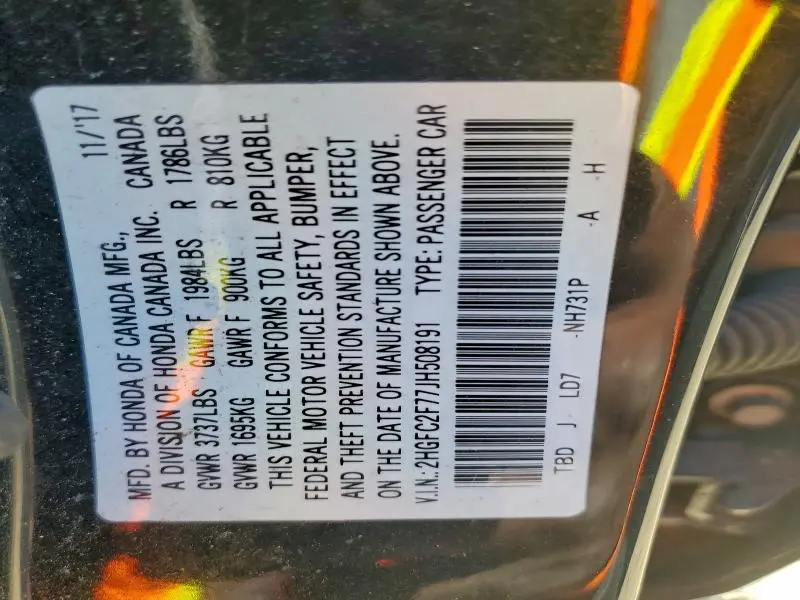 11/'17
MFD. BY HONDA OF CANADA MFG.,
A DIVISION OF HONDA CANADA INC. CANADA
GVWR 3737LBS GAWR F 1984LBS R 1786LBS
GVWR 1695KG GAWR F 900KG R 810KG
THIS VEHICLE CONFORMS TO ALL APPLICABLE
FEDERAL MOTOR VEHICLE SAFETY, BUMPER,
AND THEFT PREVENTION STANDARDS IN EFFECT
ON THE DATE OF MANUFACTURE SHOWN ABOVE.
V.I.N.: 2HGFC2F77JH508191 TYPE: PASSENGER CAR
TBD J- LD7 -NH731P -A -H